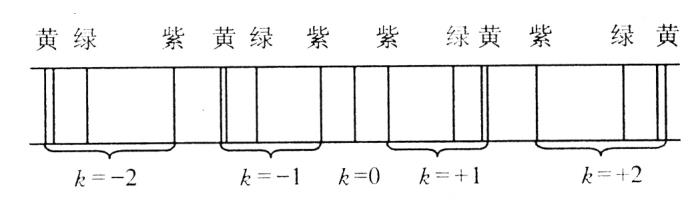 黄 绿 紫 黄 绿 紫 紫 绿 黄 紫 绿 黄
k=-2 k=-1 k=0 k=+1 k=+2